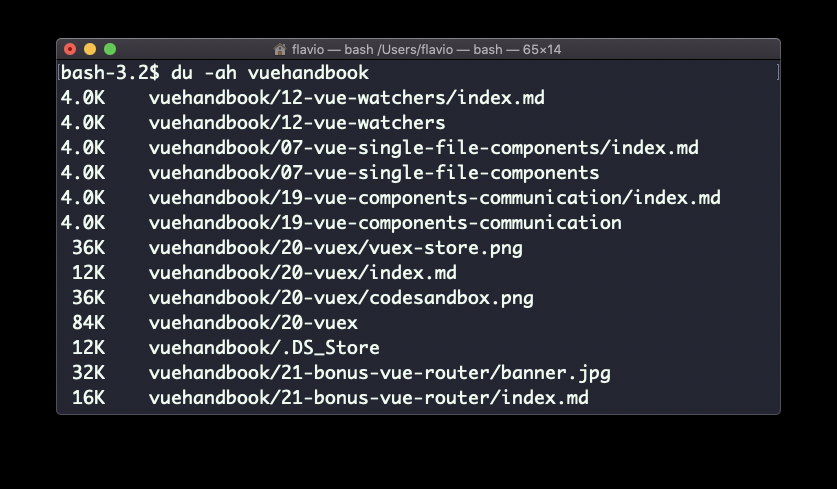 flavio — bash /Users/flavio — bash — 65×14
[bash-3.2$ du -ah vuehandbook ]
4.0K    vuehandbook/12-vue-watchers/index.md
4.0K    vuehandbook/12-vue-watchers
4.0K    vuehandbook/07-vue-single-file-components/index.md
4.0K    vuehandbook/07-vue-single-file-components
4.0K    vuehandbook/19-vue-components-communication/index.md
4.0K    vuehandbook/19-vue-components-communication
 36K    vuehandbook/20-vuex/vuex-store.png
 12K    vuehandbook/20-vuex/index.md
 36K    vuehandbook/20-vuex/codesandbox.png
 84K    vuehandbook/20-vuex
 12K    vuehandbook/.DS_Store
 32K    vuehandbook/21-bonus-vue-router/banner.jpg
 16K    vuehandbook/21-bonus-vue-router/index.md